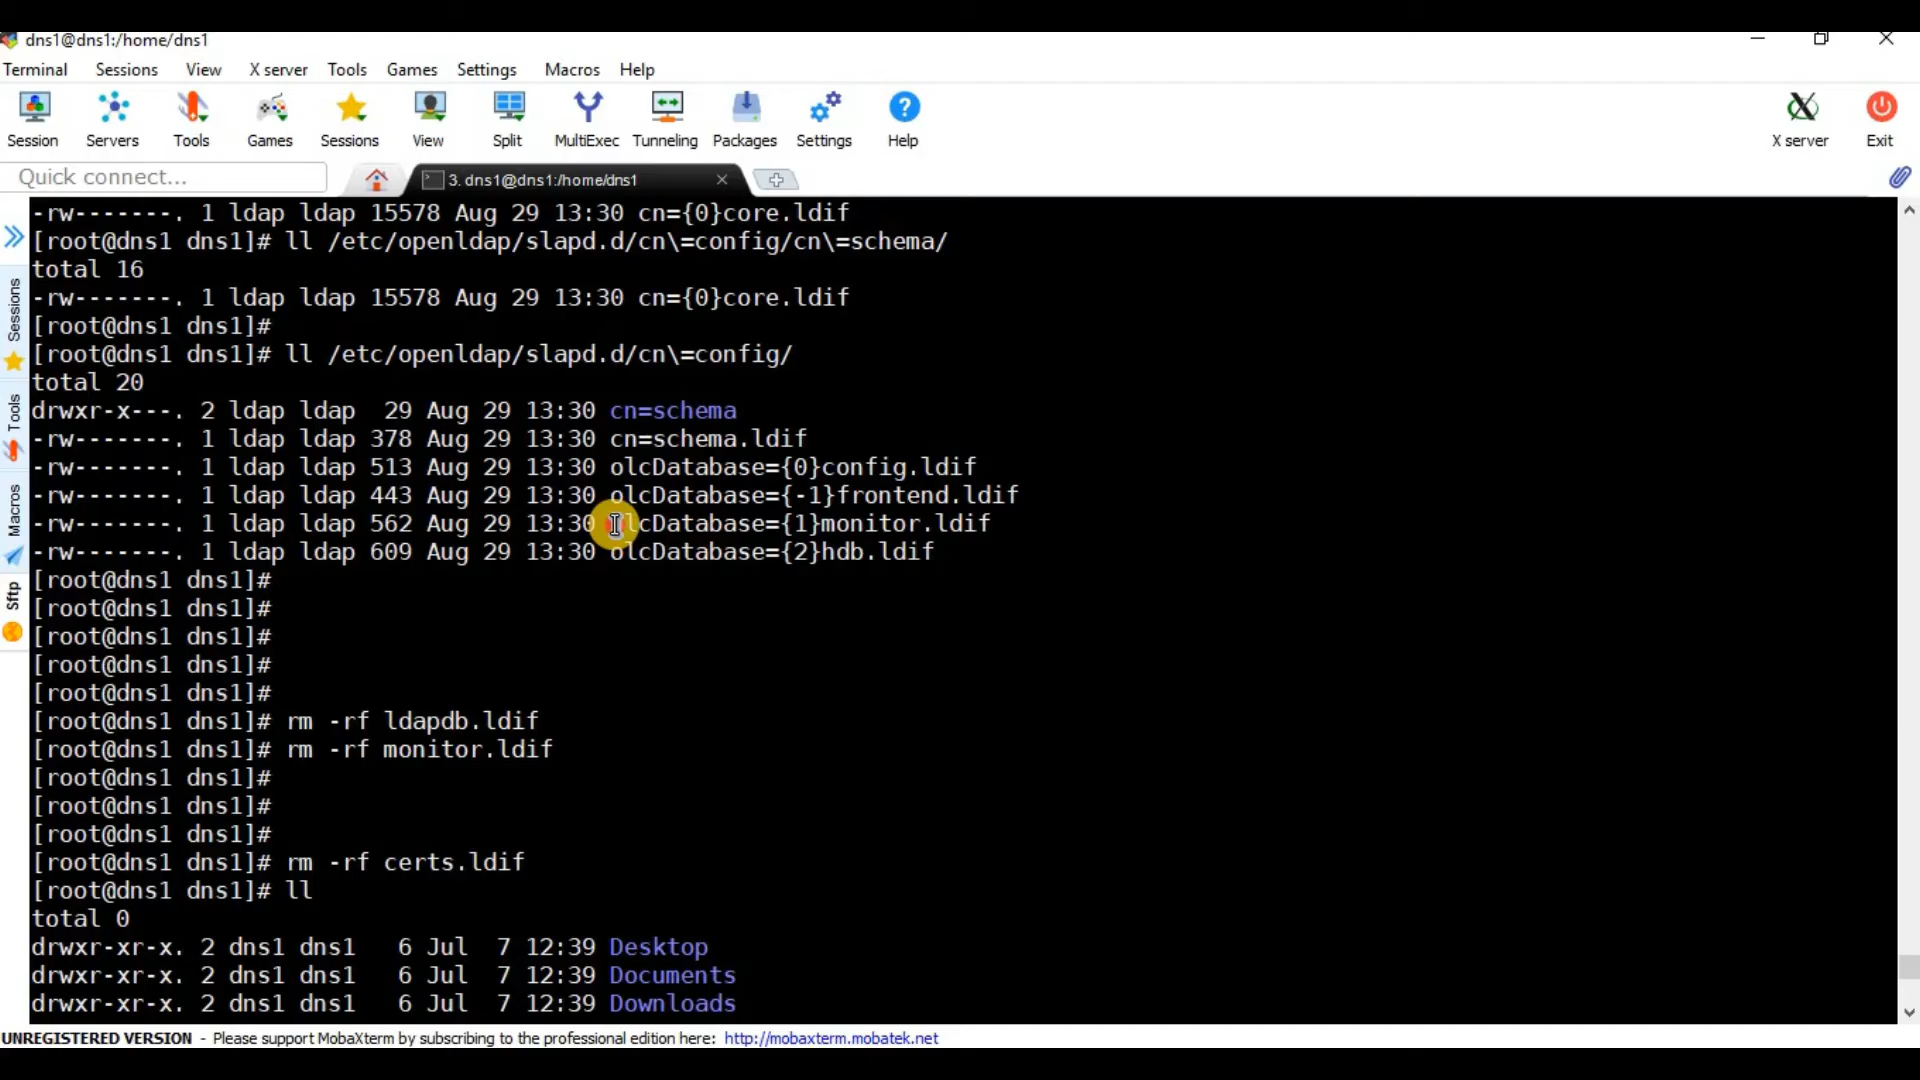 dns1@dns1:/home/dns1
Terminal Sessions View X server Tools Games Settings Macros Help
Session Servers Tools Games Sessions View Split MultiExec Tunneling Packages Settings Help X server Exit
Quick connect...
3. dns1@dns1:/home/dns1
Sessions
Tools
Macros
Sftp
-rw-------. 1 ldap ldap 15578 Aug 29 13:30 cn={0}core.ldif
[root@dns1 dns1]# ll /etc/openldap/slapd.d/cn\=config/cn\=schema/
total 16
-rw-------. 1 ldap ldap 15578 Aug 29 13:30 cn={0}core.ldif
[root@dns1 dns1]#
[root@dns1 dns1]# ll /etc/openldap/slapd.d/cn\=config/
total 20
drwxr-x---. 2 ldap ldap  29 Aug 29 13:30 cn=schema
-rw-------. 1 ldap ldap 378 Aug 29 13:30 cn=schema.ldif
-rw-------. 1 ldap ldap 513 Aug 29 13:30 olcDatabase={0}config.ldif
-rw-------. 1 ldap ldap 443 Aug 29 13:30 olcDatabase={-1}frontend.ldif
-rw-------. 1 ldap ldap 562 Aug 29 13:30 olcDatabase={1}monitor.ldif
-rw-------. 1 ldap ldap 609 Aug 29 13:30 olcDatabase={2}hdb.ldif
[root@dns1 dns1]#
[root@dns1 dns1]#
[root@dns1 dns1]#
[root@dns1 dns1]#
[root@dns1 dns1]#
[root@dns1 dns1]# rm -rf ldapdb.ldif
[root@dns1 dns1]# rm -rf monitor.ldif
[root@dns1 dns1]#
[root@dns1 dns1]#
[root@dns1 dns1]#
[root@dns1 dns1]# rm -rf certs.ldif
[root@dns1 dns1]# ll
total 0
drwxr-xr-x. 2 dns1 dns1   6 Jul  7 12:39 Desktop
drwxr-xr-x. 2 dns1 dns1   6 Jul  7 12:39 Documents
drwxr-xr-x. 2 dns1 dns1   6 Jul  7 12:39 Downloads
UNREGISTERED VERSION - Please support MobaXterm by subscribing to the professional edition here: http://mobaxterm.mobatek.net